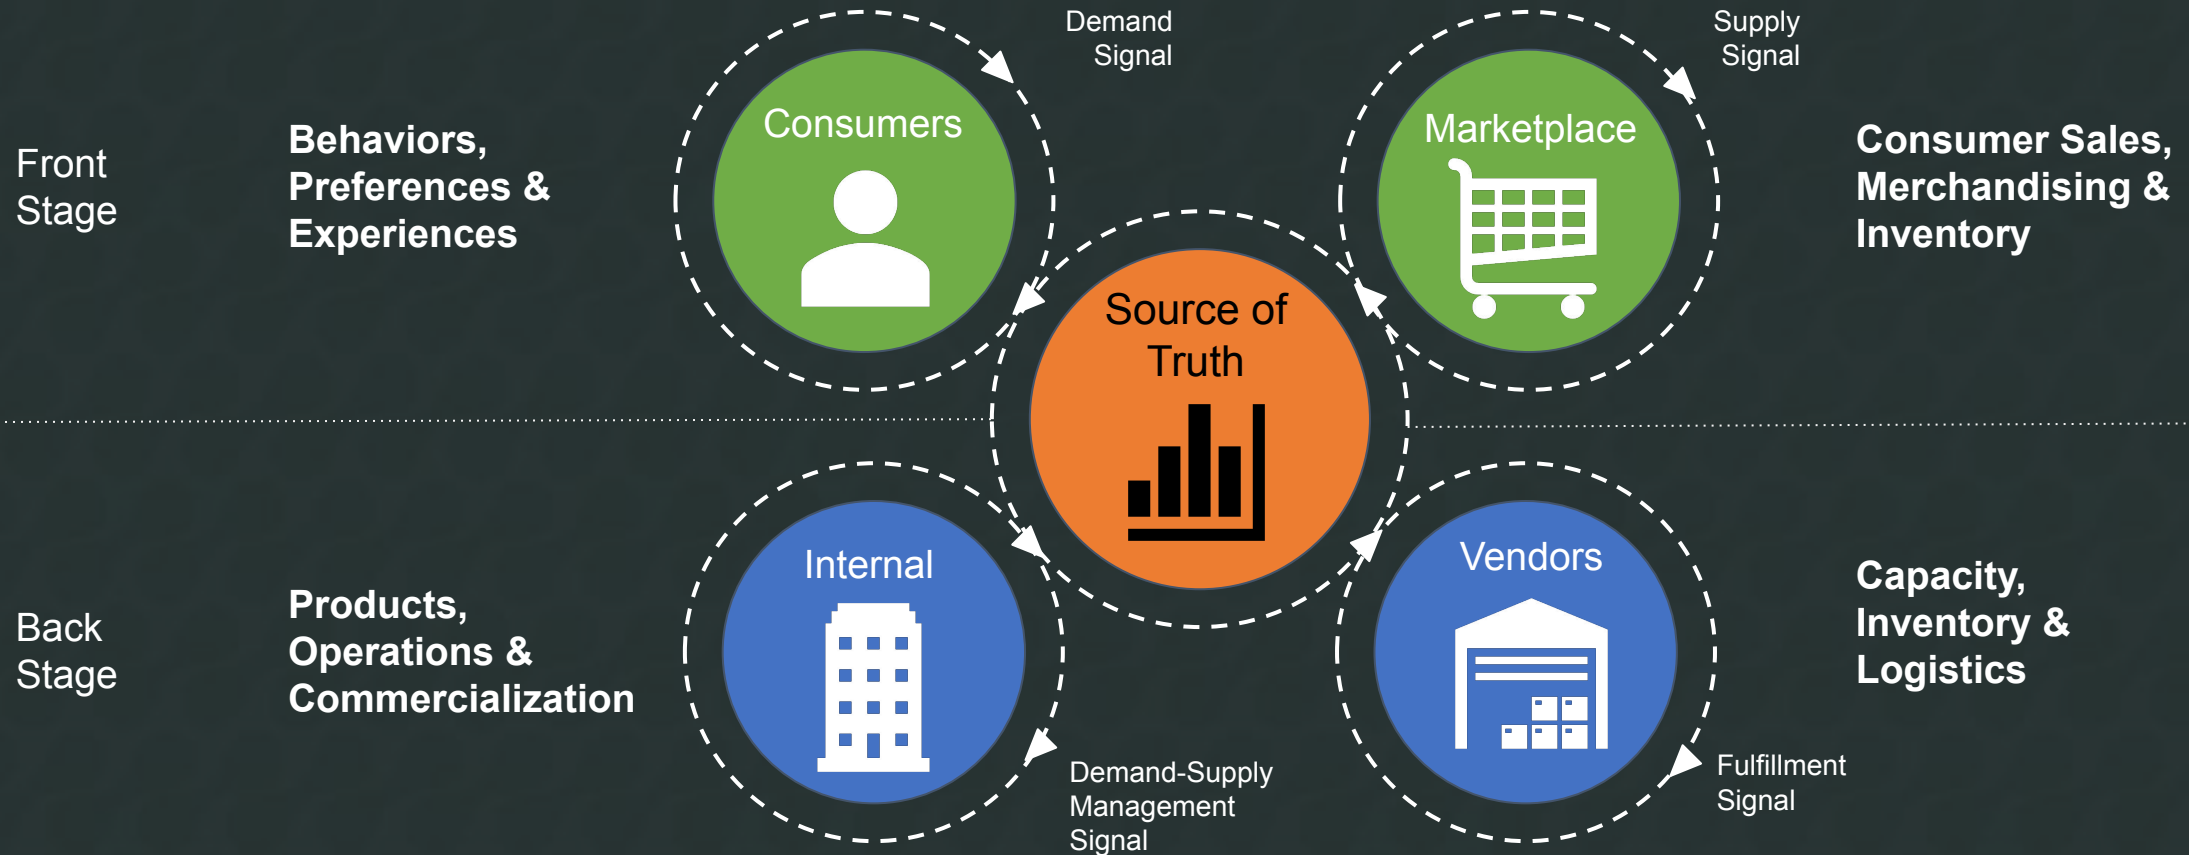 Demand
Signal
Supply
Signal
Front
Stage
Behaviors,
Preferences &
Experiences
Consumers
Marketplace
Consumer Sales,
Merchandising &
Inventory
Source of
Truth
Back
Stage
Products,
Operations &
Commercialization
Internal
Vendors
Capacity,
Inventory &
Logistics
Demand-Supply
Management
Signal
Fulfillment
Signal